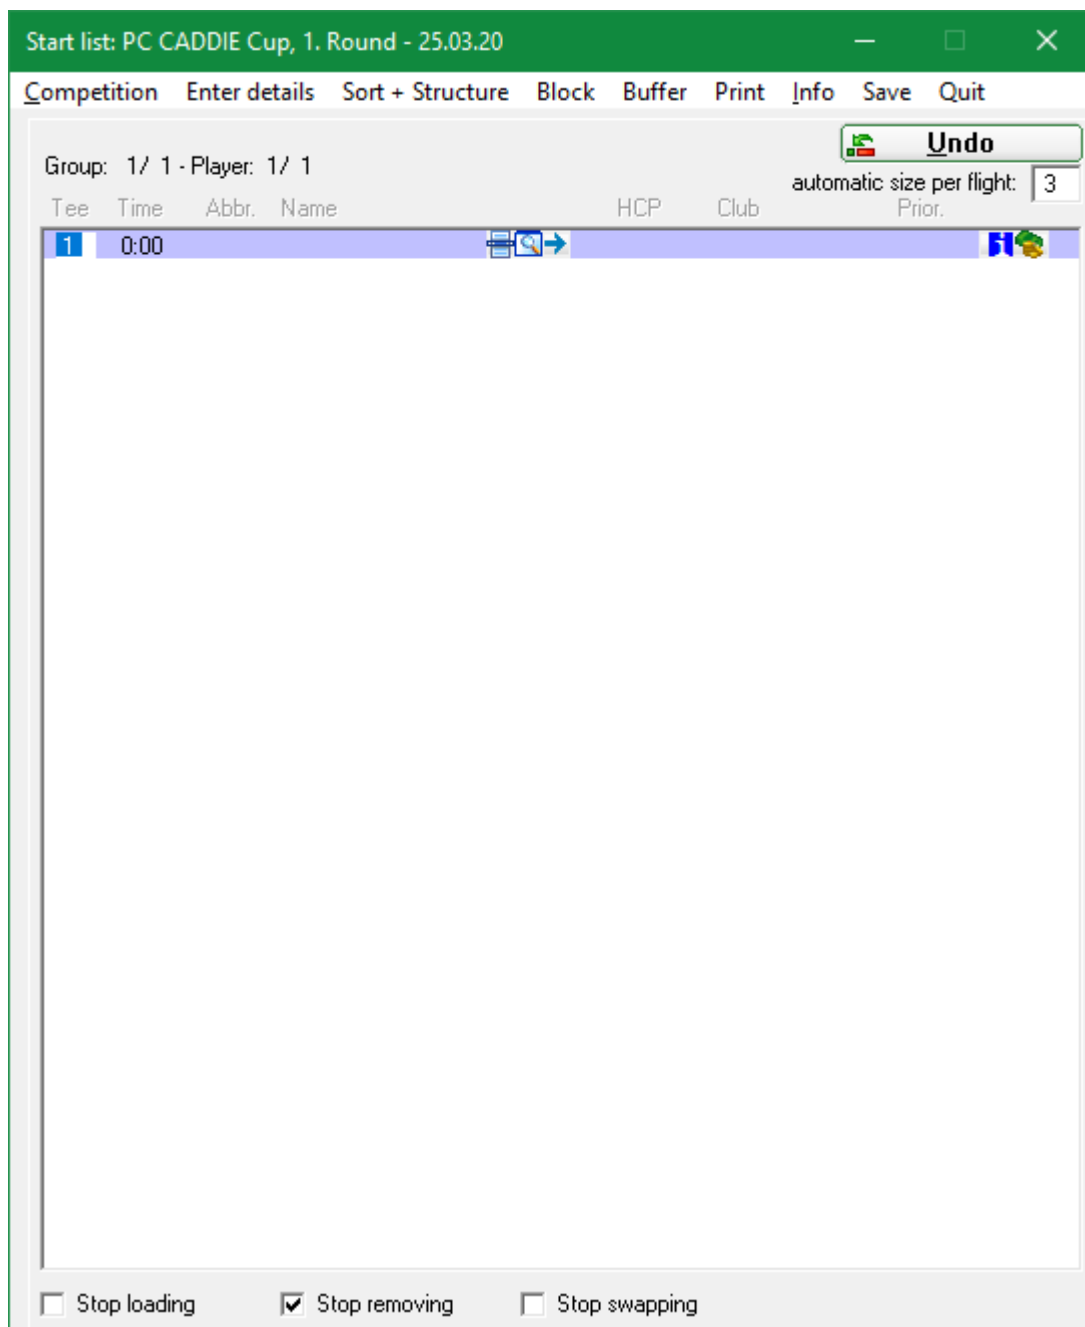 Start list: PC CADDIE Cup, 1. Round - 25.03.20
Competition Enter details Sort + Structure Block Buffer Print Info Save Quit
Undo
Group: 1/ 1 - Player: 1/ 1
automatic size per flight: 3
Tee Time Abbr. Name HCP Club Prior.
1 0:00
Stop loading Stop removing Stop swapping